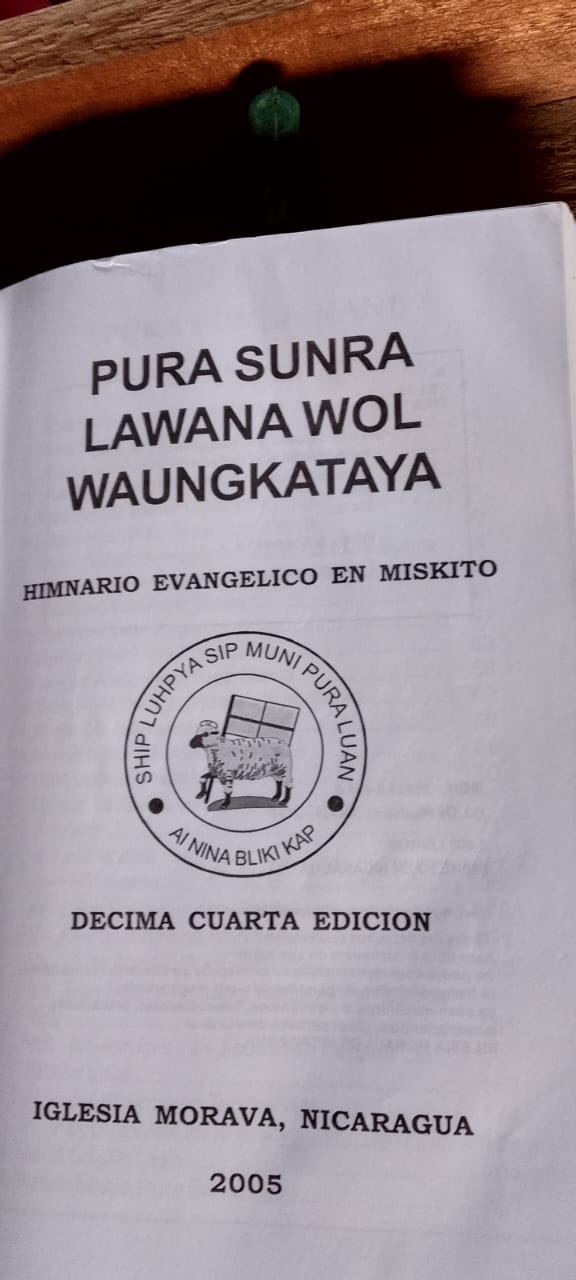 PURA SUNRA
LAWANA WOL
WAUNGKATAYA
HIMNARIO EVANGELICO EN MISKITO
SHIP LUHPYA SIP MUNI PURA LUAN
AI NINA BLIKI KAP
DECIMA CUARTA EDICION
IGLESIA MORAVA, NICARAGUA
2005